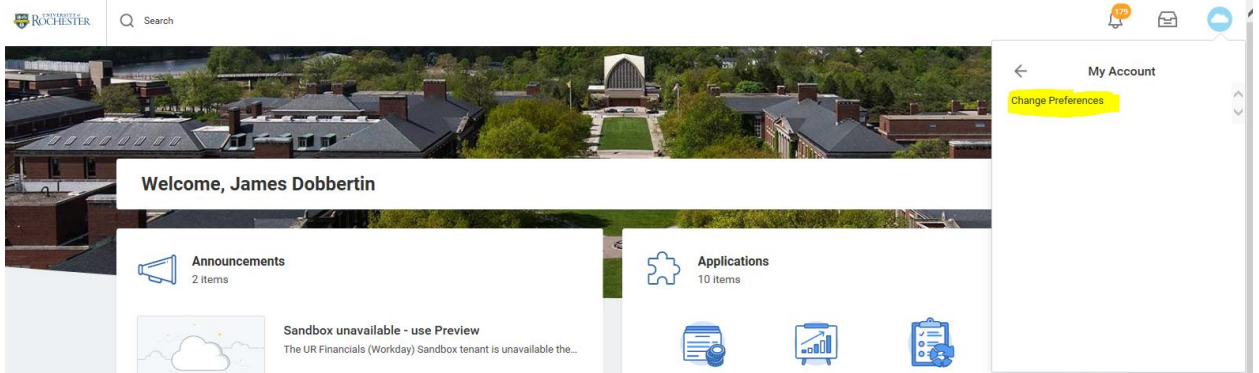 UNIVERSITY of
ROCHESTER
Search
179
My Account
Change Preferences
Welcome, James Dobbertin
Announcements
2 items
Applications
10 items
Sandbox unavailable - use Preview
The UR Financials (Workday) Sandbox tenant is unavailable the...